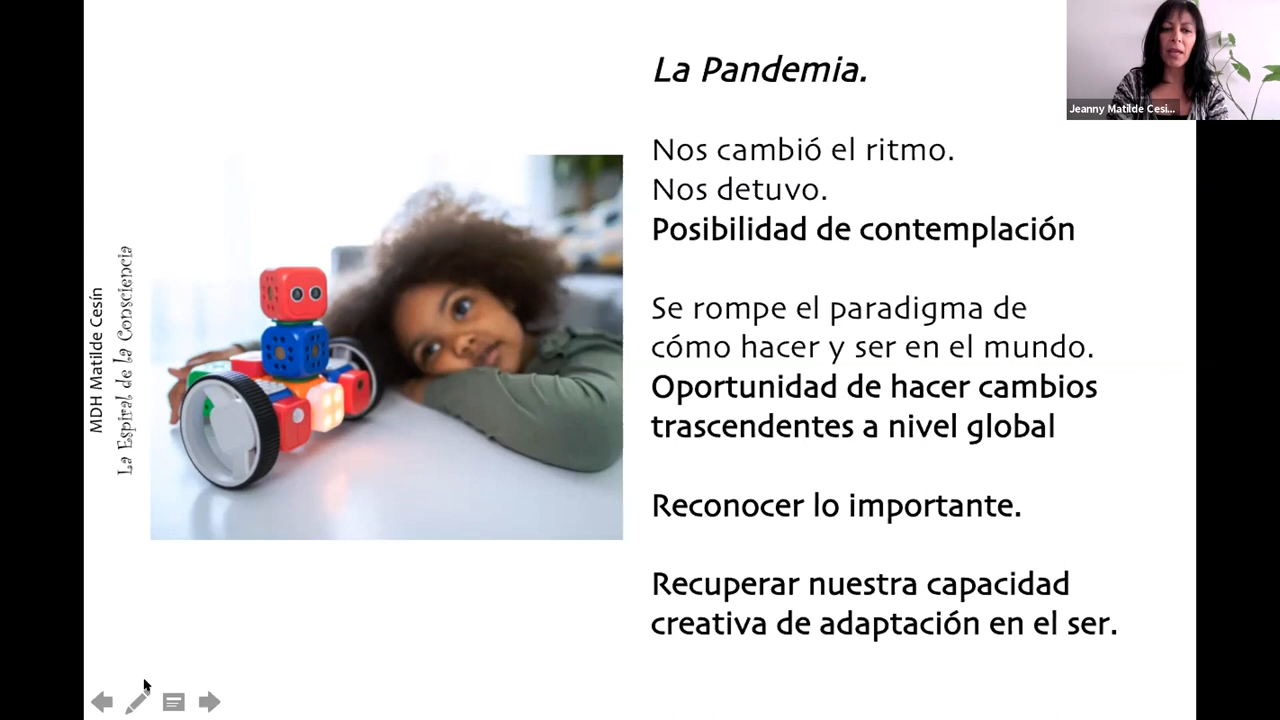 La Pandemia.
Nos cambió el ritmo.
Nos detuvo.
Posibilidad de contemplación
Se rompe el paradigma de
cómo hacer y ser en el mundo.
Oportunidad de hacer cambios
trascendentes a nivel global
Reconocer lo importante.
Recuperar nuestra capacidad
creativa de adaptación en el ser.
MDH Matilde Cesín
La Espiral de la Consciencia
Jeanny Matilde Cesi...